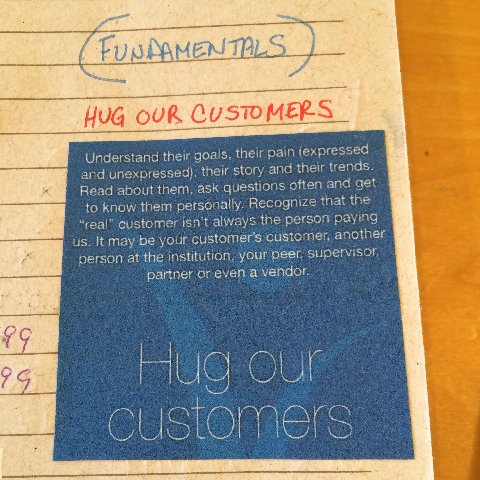 (FUNDAMENTALS)
HUG OUR CUSTOMERS
Understand their goals, their pain (expressed
and unexpressed), their story and their trends.
Read about them, ask questions often and get
to know them personally. Recognize that the
"real" customer isn't always the person paying
us. It may be your customer's customer, another
person at the institution, your peer, supervisor,
partner or even a vendor.
99
99
Hug our
customers